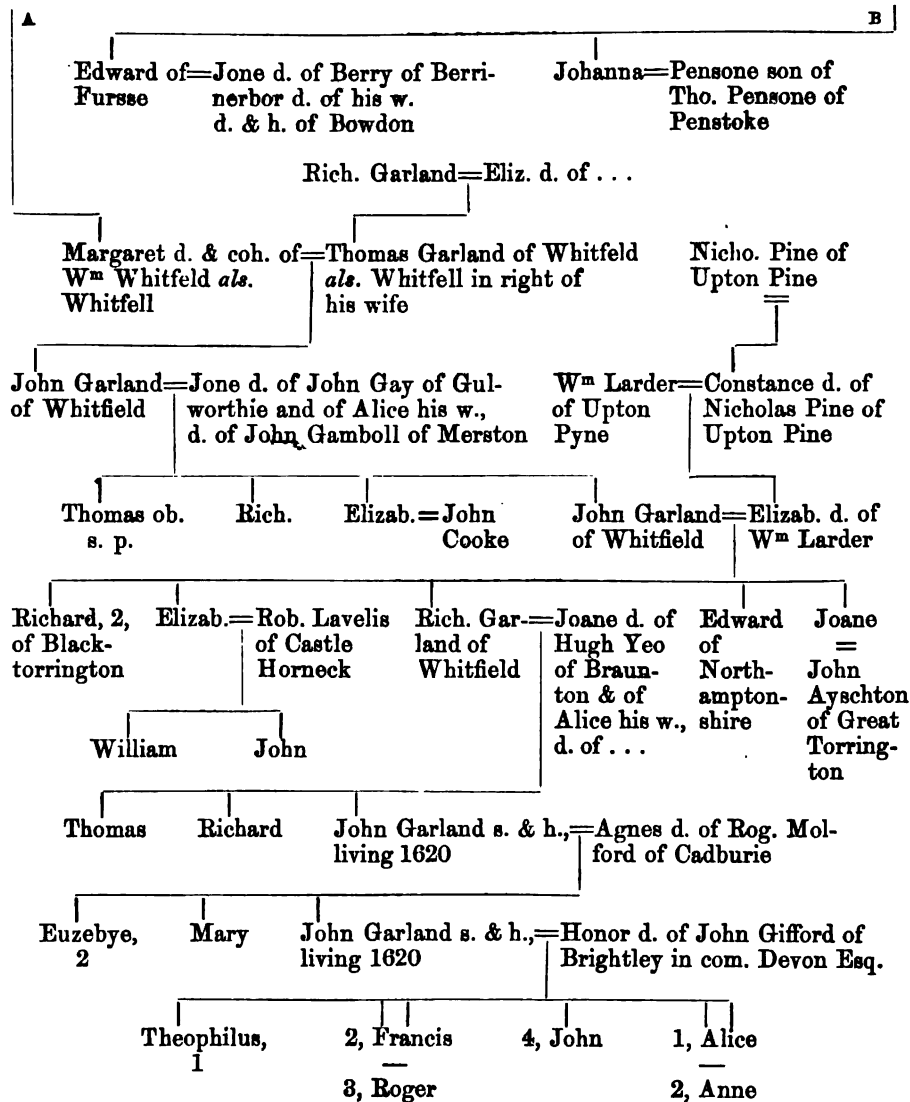 A B
Edward of=Jone d. of Berry of Berri- Johanna=Pensone son of
Fursse nerbor d. of his w. Tho. Pensone of
d. & h. of Bowdon Penstoke
Rich. Garland=Eliz. d. of . . .
Margaret d. & coh. of=Thomas Garland of Whitfeld Nicho. Pine of
Wm Whitfeld als. als. Whitfell in right of Upton Pine
Whitfell his wife =
John Garland=Jone d. of John Gay of Gul- Wm Larder=Constance d. of
of Whitfield worthie and of Alice his w., of Upton Nicholas Pine of
d. of John Gamboll of Merston Pyne Upton Pine
Thomas ob. Rich. Elizab.=John John Garland=Elizab. d. of
s. p. Cooke of Whitfield Wm Larder
Richard, 2, Elizab.=Rob. Lavelis Rich. Gar-=Joane d. of Edward Joane
of Black- of Castle land of Hugh Yeo of =
torrington Horneck Whitfield of Braun- North- John
ton & of ampton- Ayschton
William John Alice his w., shire of Great
d. of . . . Torring-
ton
Thomas Richard John Garland s. & h.,=Agnes d. of Rog. Mol-
living 1620 ford of Cadburie
Euzebye, Mary John Garland s. & h.,=Honor d. of John Gifford of
2 living 1620 Brightley in com. Devon Esq.
Theophilus, 2, Francis 4, John 1, Alice
1 — —
3, Roger 2, Anne